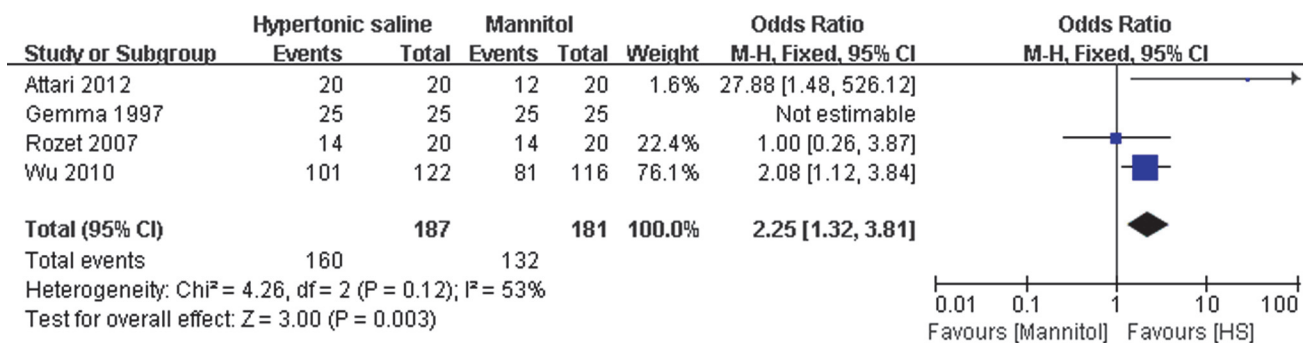 Hypertonic saline Mannitol Odds Ratio Odds Ratio
Study or Subgroup Events Total Events Total Weight M-H, Fixed, 95% CI M-H, Fixed, 95% CI
Attari 2012 20 20 12 20 1.6% 27.88 [1.48, 526.12]
Gemma 1997 25 25 25 25 Not estimable
Rozet 2007 14 20 14 20 22.4% 1.00 [0.26, 3.87]
Wu 2010 101 122 81 116 76.1% 2.08 [1.12, 3.84]
Total (95% CI) 187 181 100.0% 2.25 [1.32, 3.81]
Total events 160 132
Heterogeneity: Chi² = 4.26, df = 2 (P = 0.12); I² = 53%
Test for overall effect: Z = 3.00 (P = 0.003)
0.01 0.1 1 10 100
Favours [Mannitol] Favours [HS]